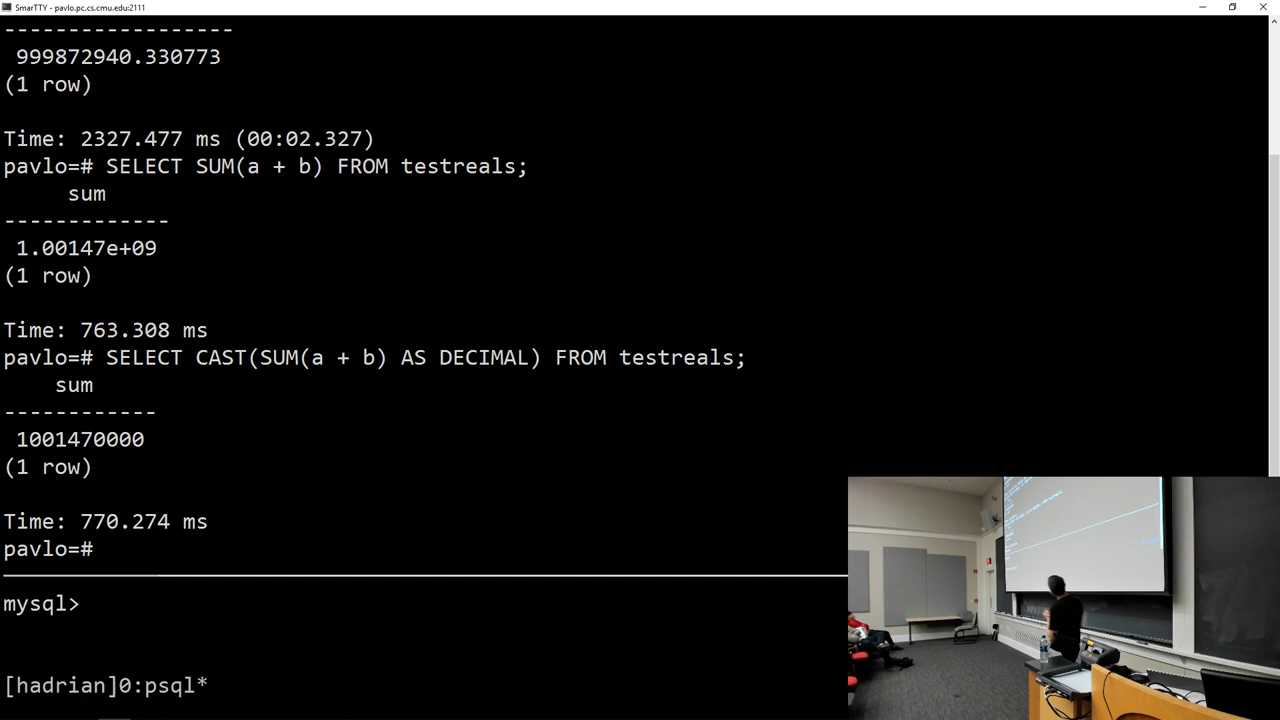 SmarTTY - pavlo.pc.cs.cmu.edu:2111
------------------
999872940.330773
(1 row)
Time: 2327.477 ms (00:02.327)
pavlo=# SELECT SUM(a + b) FROM testreals;
sum
-------------
1.00147e+09
(1 row)
Time: 763.308 ms
pavlo=# SELECT CAST(SUM(a + b) AS DECIMAL) FROM testreals;
sum
------------
1001470000
(1 row)
Time: 770.274 ms
pavlo=#
mysql>
[hadrian]0:psql*